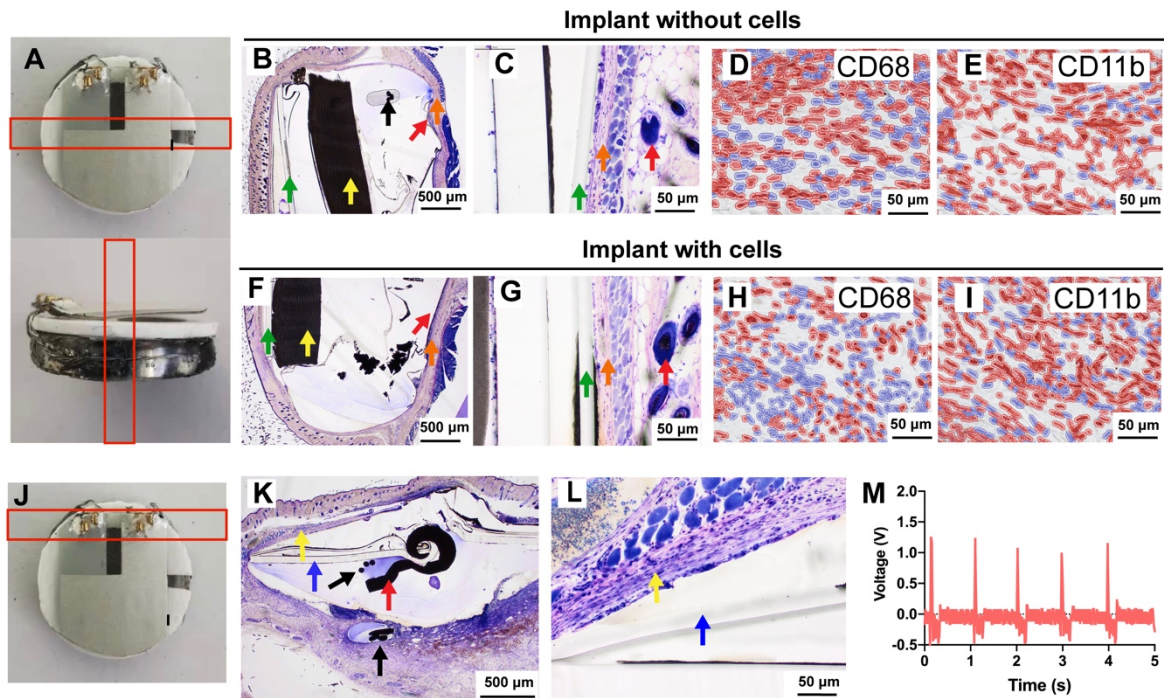 Implant without cells
A
B
500 µm
C
50 µm
D
CD68
50 µm
E
CD11b
50 µm
Implant with cells
F
500 µm
G
50 µm
H
CD68
50 µm
I
CD11b
50 µm
J
K
500 µm
L
50 µm
M
Voltage (V)
2.0
1.5
1.0
0.5
0.0
-0.5
0 1 2 3 4 5
Time (s)